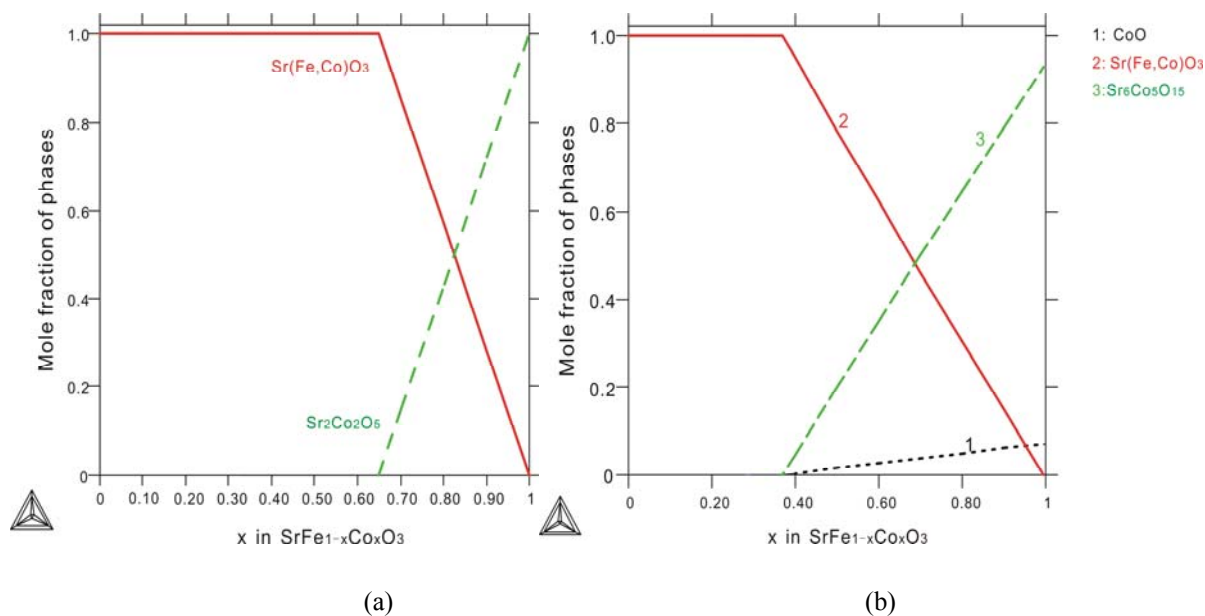 Mole fraction of phases
1.0
0.8
0.6
0.4
0.2
0
Sr(Fe,Co)O₃
Sr₂Co₂O₅
0 0.10 0.20 0.30 0.40 0.50 0.60 0.70 0.80 0.90 1
x in SrFe₁₋ₓCoₓO₃
(a)
Mole fraction of phases
1.0
0.8
0.6
0.4
0.2
0
2
3
1
0 0.20 0.40 0.60 0.80 1
x in SrFe₁₋ₓCoₓO₃
(b)
1: CoO
2: Sr(Fe,Co)O₃
3:Sr₆Co₅O₁₅